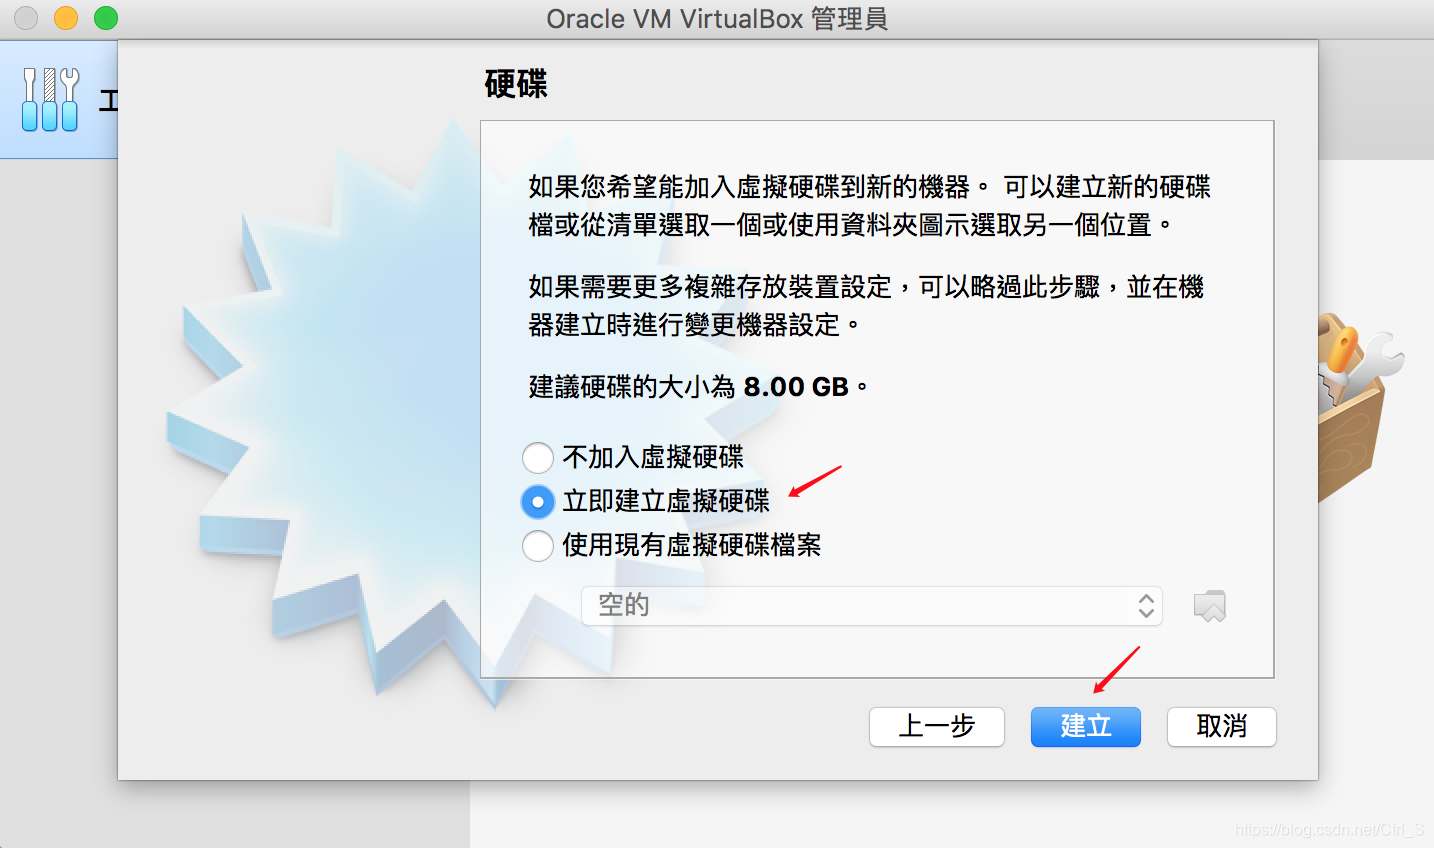 Oracle VM VirtualBox 管理員
工
硬碟
如果您希望能加入虛擬硬碟到新的機器。 可以建立新的硬碟
檔或從清單選取一個或使用資料夾圖示選取另一個位置。
如果需要更多複雜存放裝置設定，可以略過此步驟，並在機
器建立時進行變更機器設定。
建議硬碟的大小為 8.00 GB。
不加入虛擬硬碟
立即建立虛擬硬碟
使用現有虛擬硬碟檔案
空的
上一步
建立
取消
https://blog.csdn.net/Ctrl_S